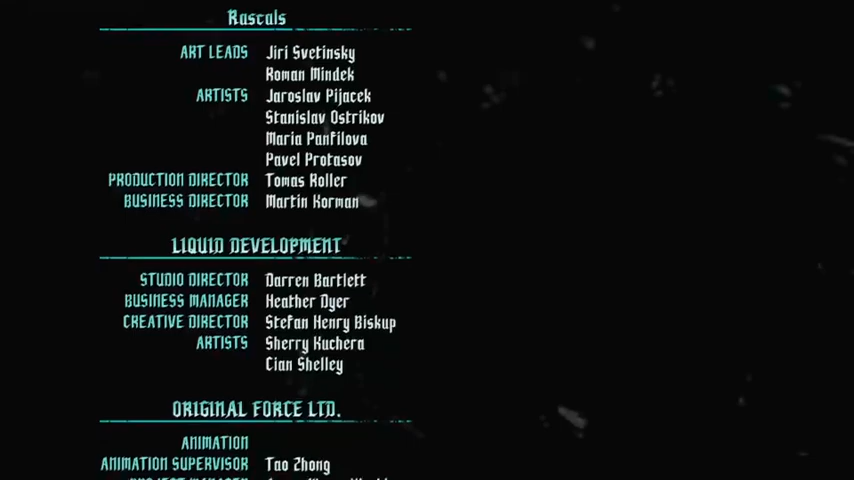 Rascals
ART LEADS Jiri Svetinsky
Roman Mindek
ARTISTS Jaroslav Pijacek
Stanislav Ostrikov
Maria Panfilova
Pavel Protasov
PRODUCTION DIRECTOR Tomas Roller
BUSINESS DIRECTOR Martin Korman
LIQUID DEVELOPMENT
STUDIO DIRECTOR Darren Bartlett
BUSINESS MANAGER Heather Dyer
CREATIVE DIRECTOR Stefan Henry Biskup
ARTISTS Sherry Kuchera
Cian Shelley
ORIGINAL FORCE LTD.
ANIMATION
ANIMATION SUPERVISOR Tao Zhong